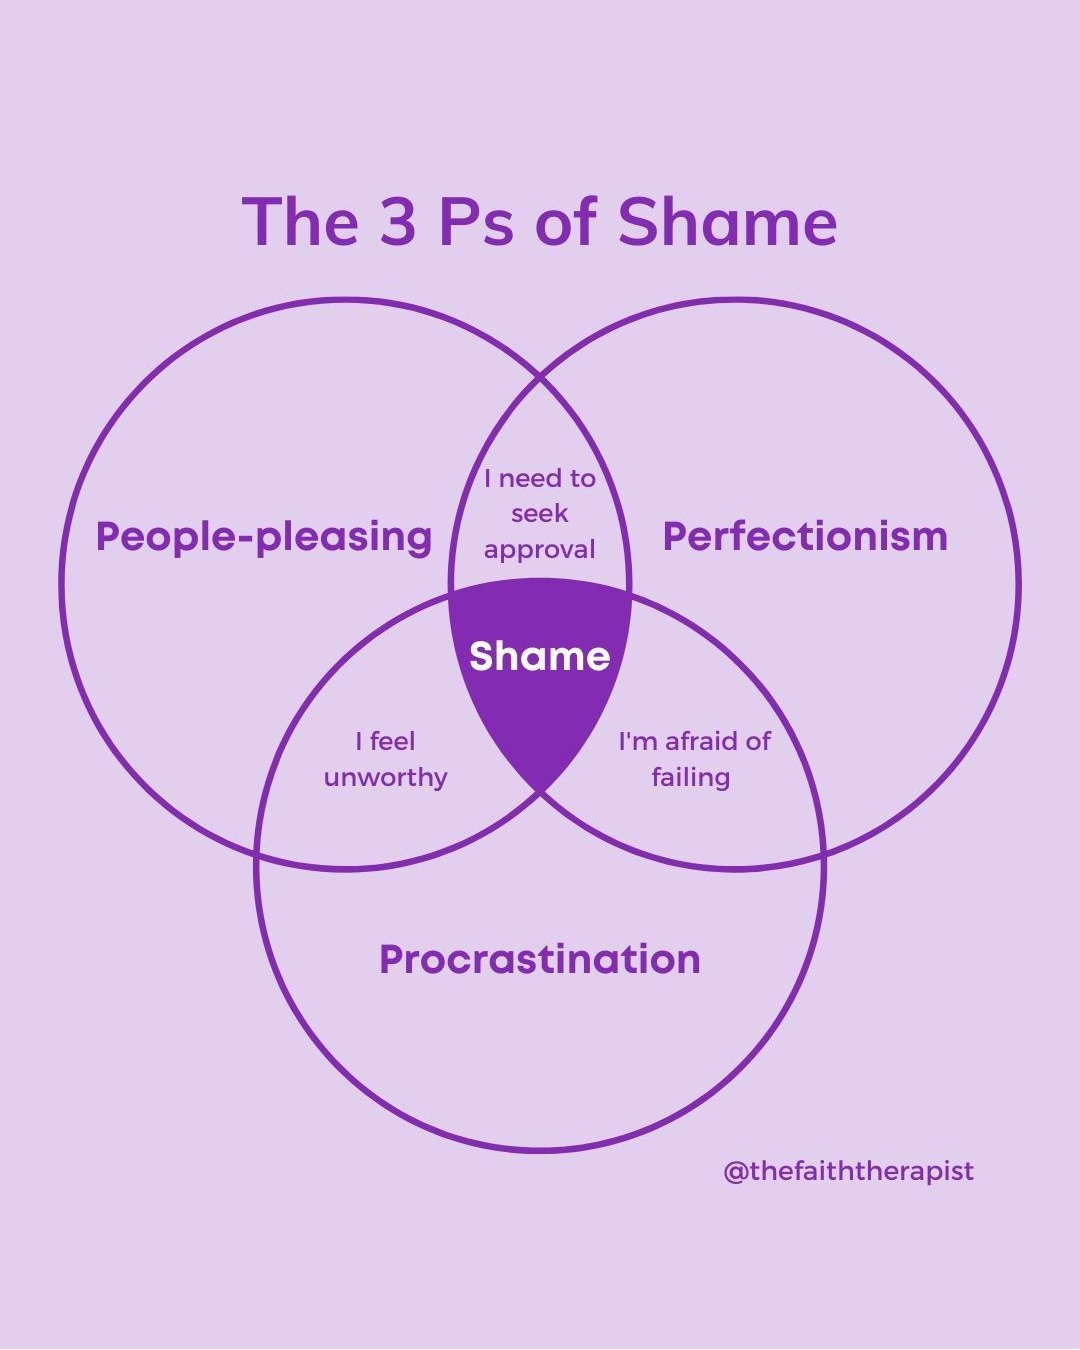 The 3 Ps of Shame
I need to
seek
approval
People-pleasing
Perfectionism
Shame
I feel
unworthy
I'm afraid of
failing
Procrastination
@thefaiththerapist